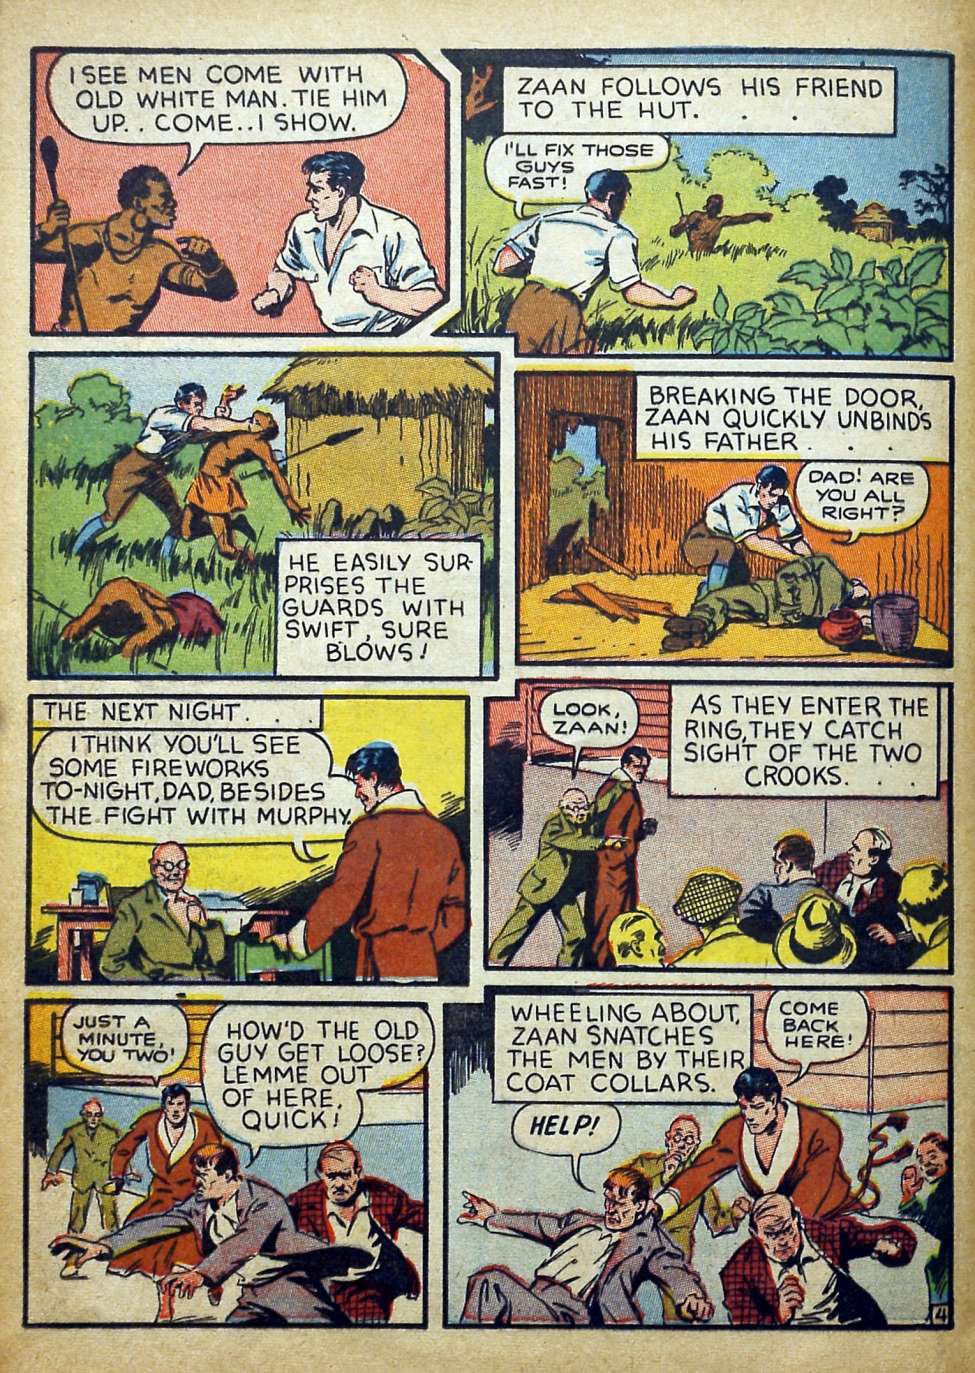 I SEE MEN COME WITH
OLD WHITE MAN. TIE HIM
UP.. COME.. I SHOW.
ZAAN FOLLOWS HIS FRIEND
TO THE HUT. . . .
I'LL FIX THOSE
GUYS
FAST!
HE EASILY SUR-
PRISES THE
GUARDS WITH
SWIFT, SURE
BLOWS!
BREAKING THE DOOR,
ZAAN QUICKLY UNBINDS
HIS FATHER. . . .
DAD! ARE
YOU ALL
RIGHT?
THE NEXT NIGHT. . . .
I THINK YOU'LL SEE
SOME FIREWORKS
TO-NIGHT, DAD, BESIDES
THE FIGHT WITH MURPHY.
LOOK,
ZAAN!
AS THEY ENTER THE
RING, THEY CATCH
SIGHT OF THE TWO
CROOKS. . . .
JUST A
MINUTE,
YOU TWO!
HOW'D THE OLD
GUY GET LOOSE?
LEMME OUT
OF HERE,
QUICK!
WHEELING ABOUT,
ZAAN SNATCHES
THE MEN BY THEIR
COAT COLLARS.
COME
BACK
HERE!
HELP!
4